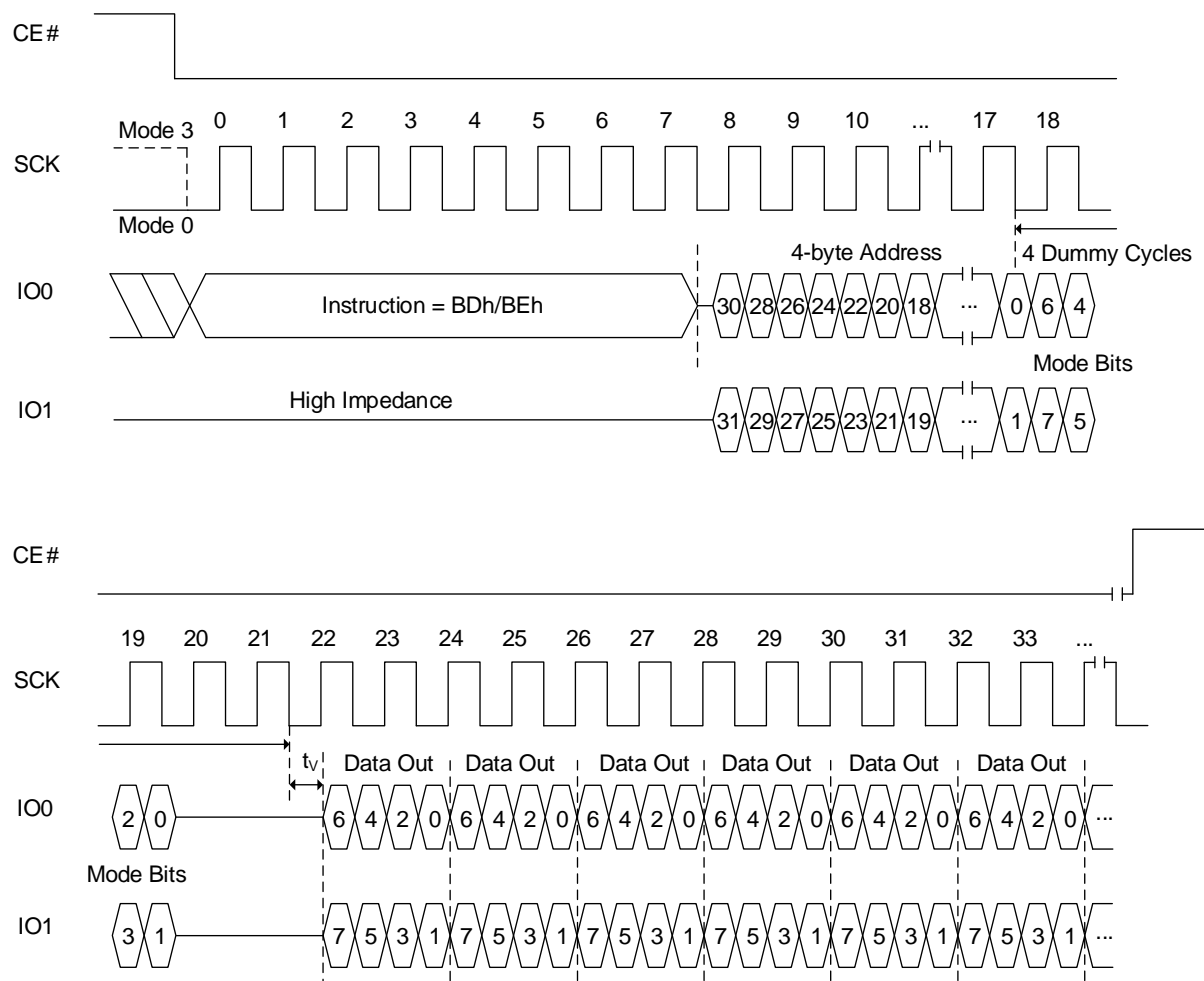 CE#
0 1 2 3 4 5 6 7 8 9 10 ... 17 18
Mode 3
SCK
Mode 0
4-byte Address 4 Dummy Cycles
IO0 Instruction = BDh/BEh 30 28 26 24 22 20 18 ... 0 6 4
Mode Bits
IO1 High Impedance 31 29 27 25 23 21 19 ... 1 7 5
CE#
19 20 21 22 23 24 25 26 27 28 29 30 31 32 33 ...
SCK
tV Data Out Data Out Data Out Data Out Data Out Data Out
IO0 2 0 6 4 2 0 6 4 2 0 6 4 2 0 6 4 2 0 6 4 2 0 6 4 2 0 ...
Mode Bits
IO1 3 1 7 5 3 1 7 5 3 1 7 5 3 1 7 5 3 1 7 5 3 1 7 5 3 1 ...